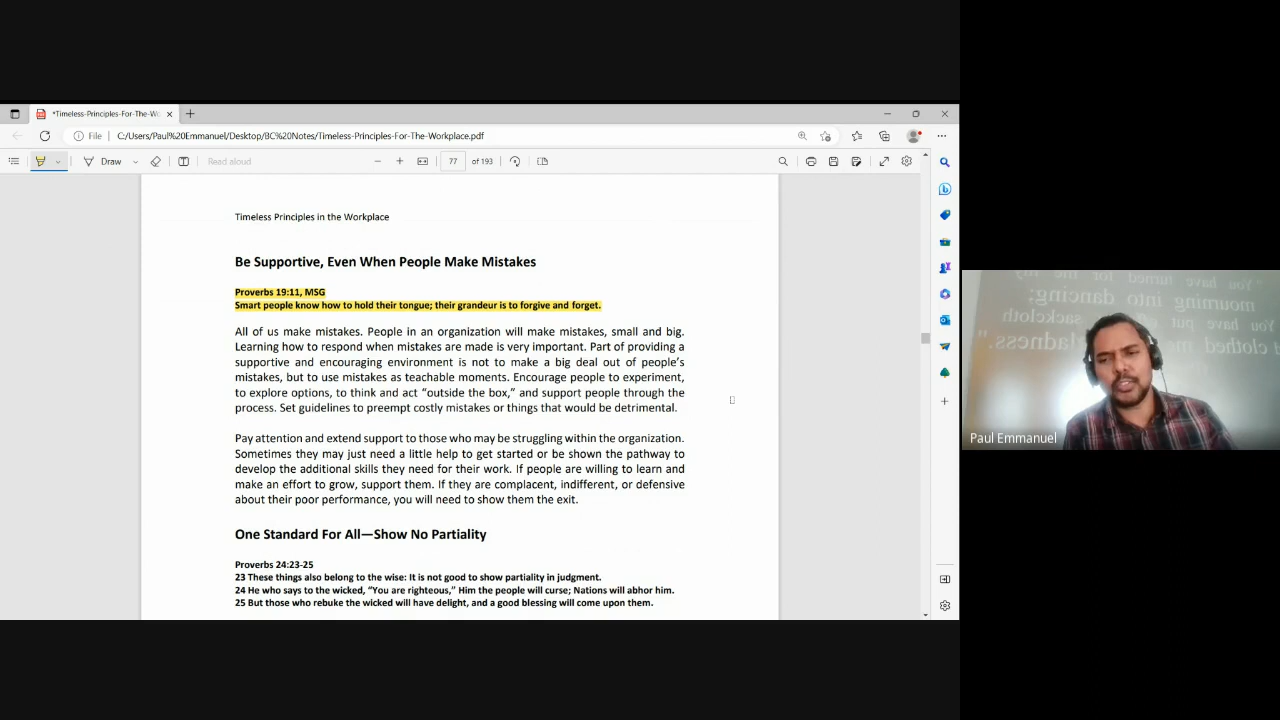 *Timeless-Principles-For-The-Wo
File
C:/Users/Paul%20Emmanuel/Desktop/BC%20Notes/Timeless-Principles-For-The-Workplace.pdf
Draw
Read aloud
77
of 193
Timeless Principles in the Workplace
Be Supportive, Even When People Make Mistakes
Proverbs 19:11, MSG
Smart people know how to hold their tongue; their grandeur is to forgive and forget.
All of us make mistakes. People in an organization will make mistakes, small and big.
Learning how to respond when mistakes are made is very important. Part of providing a
supportive and encouraging environment is not to make a big deal out of people’s
mistakes, but to use mistakes as teachable moments. Encourage people to experiment,
to explore options, to think and act “outside the box,” and support people through the
process. Set guidelines to preempt costly mistakes or things that would be detrimental.
Pay attention and extend support to those who may be struggling within the organization.
Sometimes they may just need a little help to get started or be shown the pathway to
develop the additional skills they need for their work. If people are willing to learn and
make an effort to grow, support them. If they are complacent, indifferent, or defensive
about their poor performance, you will need to show them the exit.
One Standard For All—Show No Partiality
Proverbs 24:23-25
23 These things also belong to the wise: It is not good to show partiality in judgment.
24 He who says to the wicked, “You are righteous,” Him the people will curse; Nations will abhor him.
25 But those who rebuke the wicked will have delight, and a good blessing will come upon them.
"You have turned for me my
mourning into dancing;
You have put off my sackcloth
clothed me gladness."
Paul Emmanuel